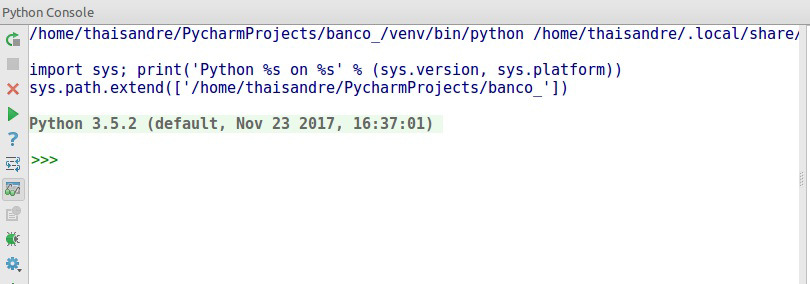 Python Console
/home/thaisandre/PycharmProjects/banco_/venv/bin/python /home/thaisandre/.local/share/
import sys; print('Python %s on %s' % (sys.version, sys.platform))
sys.path.extend(['/home/thaisandre/PycharmProjects/banco_'])
Python 3.5.2 (default, Nov 23 2017, 16:37:01)
>>>